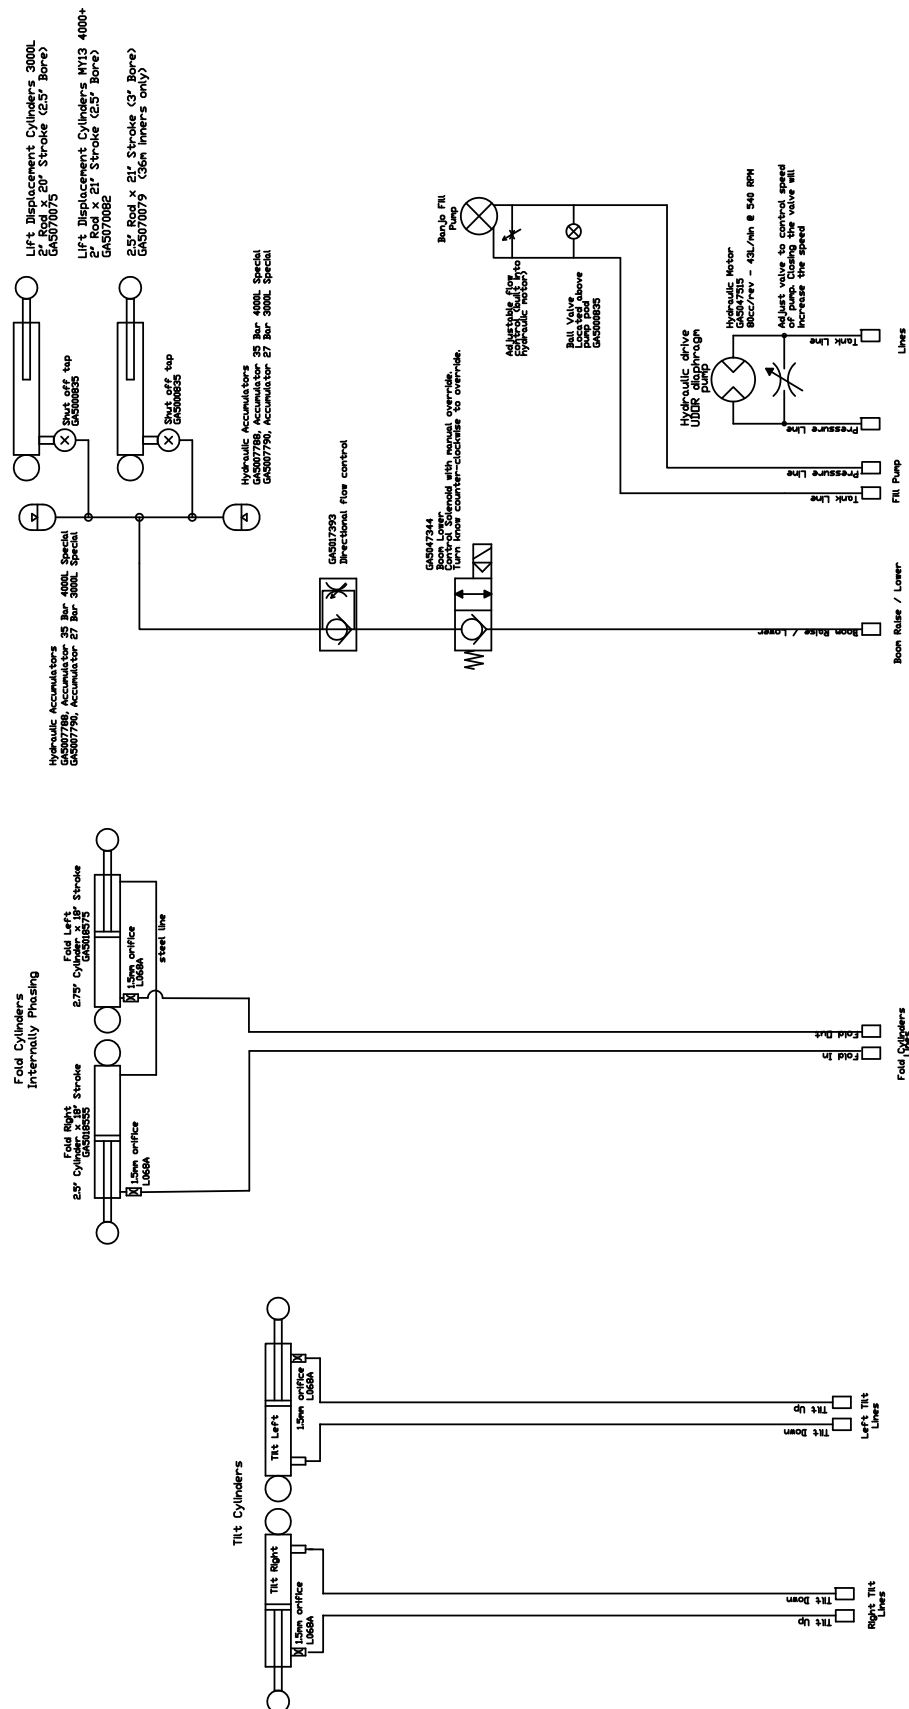 Tilt Cylinders
Tilt Right
1.5mm orifice
L068A
Tilt Up
Tilt Down
Right Tilt
Lines
Tilt Left
1.5mm orifice
L068A
Tilt Down
Tilt Up
Left Tilt
Lines
Fold Cylinders
Internally Phasing
Fold Right
2.5" Cylinder x 18" Stroke
GA5018555
1.5mm orifice
L068A
Fold Left
2.75" Cylinder x 18" Stroke
GA5018575
1.5mm orifice
L068A
steel line
Fold In
Fold Out
Fold Cylinders
Lines
Lift Displacement Cylinders 3000L
2" Rod x 20" Stroke (2.5" Bore)
GA5070075
Lift Displacement Cylinders MY13 4000+
2" Rod x 21" Stroke (2.5" Bore)
GA5070082
2.5" Rod x 21" Stroke (3" Bore)
GA5070079 (36m inners only)
Shut off tap
GA5000835
Shut off tap
GA5000835
Hydraulic Accumulators
GA5007788, Accumulator 35 Bar 4000L Special
GA5007790, Accumulator 27 Bar 3000L Special
Hydraulic Accumulators
GA5007788, Accumulator 35 Bar 4000L Special
GA5007790, Accumulator 27 Bar 3000L Special
GA5017393
Directional flow control
GA5047344
Boom Lower
Control Solenoid with manual override.
Turn know counter-clockwise to override.
Boom Raise / Lower
Boom Raise / Lower
Banjo Fill
Pump
Adjustable flow
control (built into
hydraulic motor)
Ball Valve
Located above
pump pod
GA5000835
Tank Line
Pressure Line
Fill Pump
Hydraulic drive
UDOR diaphragm
pump
Hydraulic Motor
GA5047515
80cc/rev - 43L/min @ 540 RPM
Adjust valve to control speed
of pump. Closing the valve will
increase the speed
Pressure Line
Tank Line
Lines